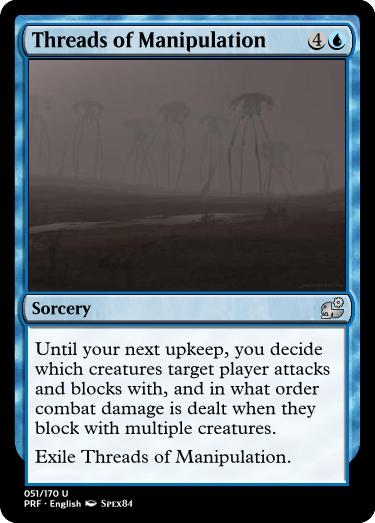 Threads of Manipulation
4
Sorcery
Until your next upkeep, you decide
which creatures target player attacks
and blocks with, and in what order
combat damage is dealt when they
block with multiple creatures.
Exile Threads of Manipulation.
051/170 U
PRF · English SPEX84